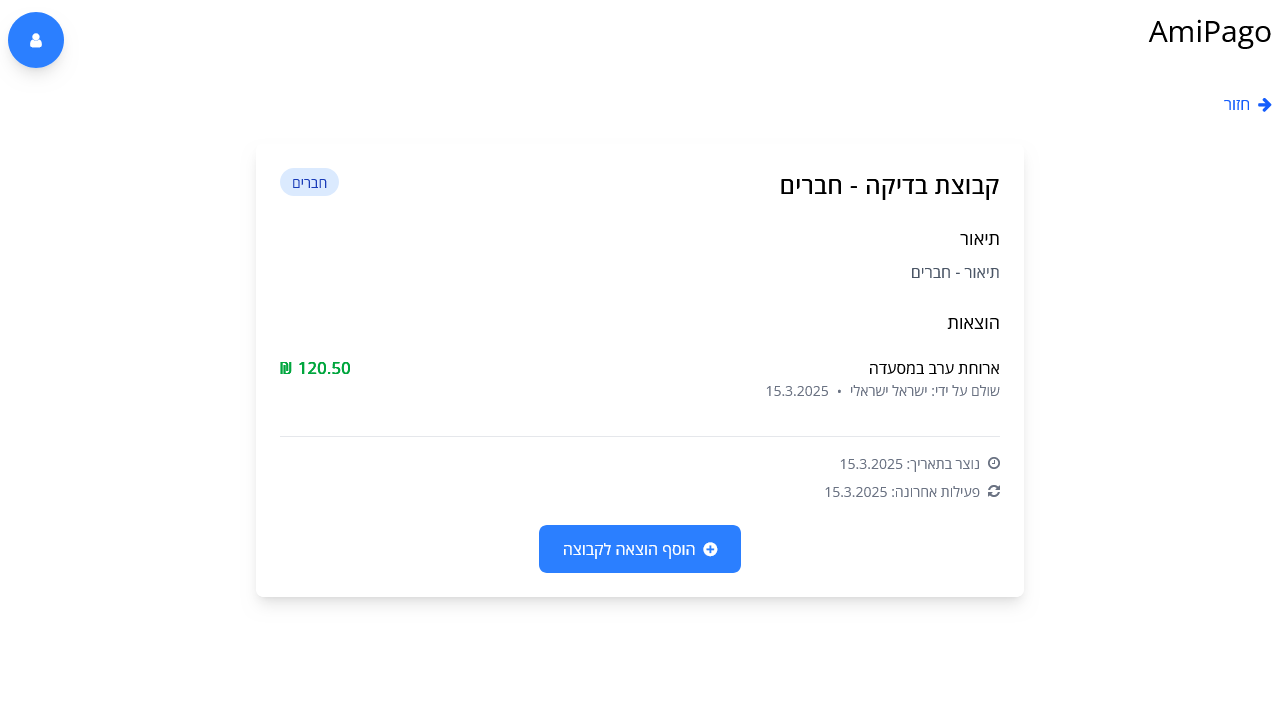 AmiPago
חזור
קבוצת בדיקה - חברים
חברים
תיאור
תיאור - חברים
הוצאות
ארוחת ערב במסעדה
120.50 ₪
שולם על ידי: ישראל ישראלי • 15.3.2025
נוצר בתאריך: 15.3.2025
פעילות אחרונה: 15.3.2025
הוסף הוצאה לקבוצה